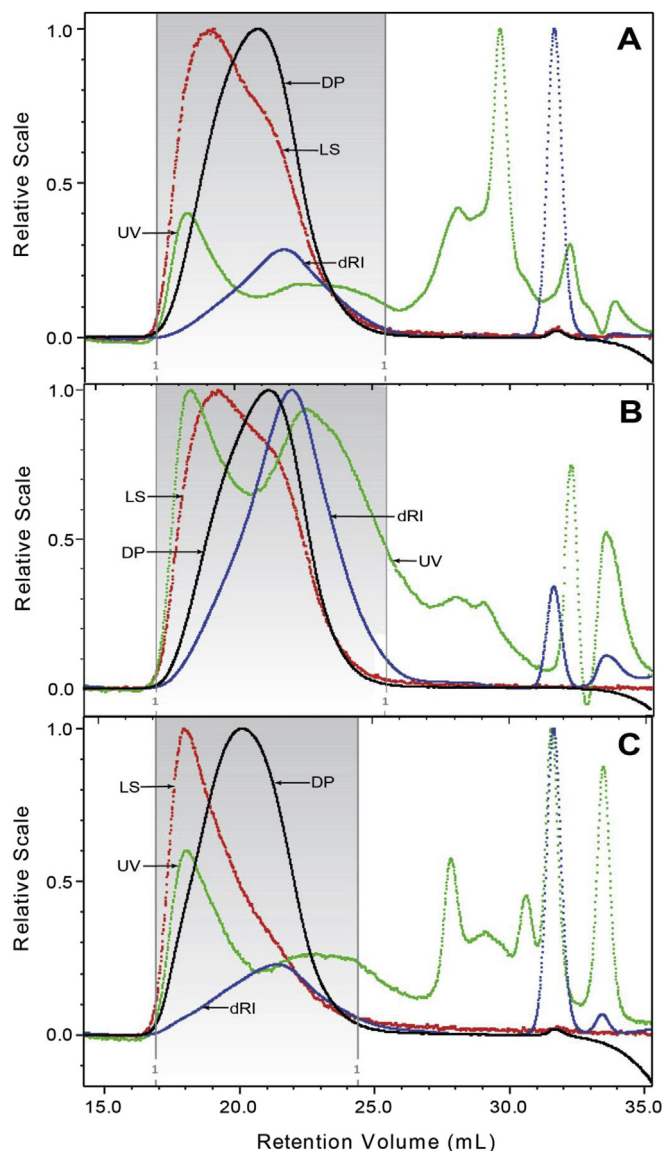 1.0
A
DP
LS
Relative Scale
0.5
UV
dRI
0.0
1 1
1.0
B
LS
dRI
Relative Scale
DP
0.5
UV
0.0
1 1
1.0
C
LS
DP
UV
Relative Scale
0.5
dRI
0.0
1 1
15.0 20.0 25.0 30.0 35.0
Retention Volume (mL)